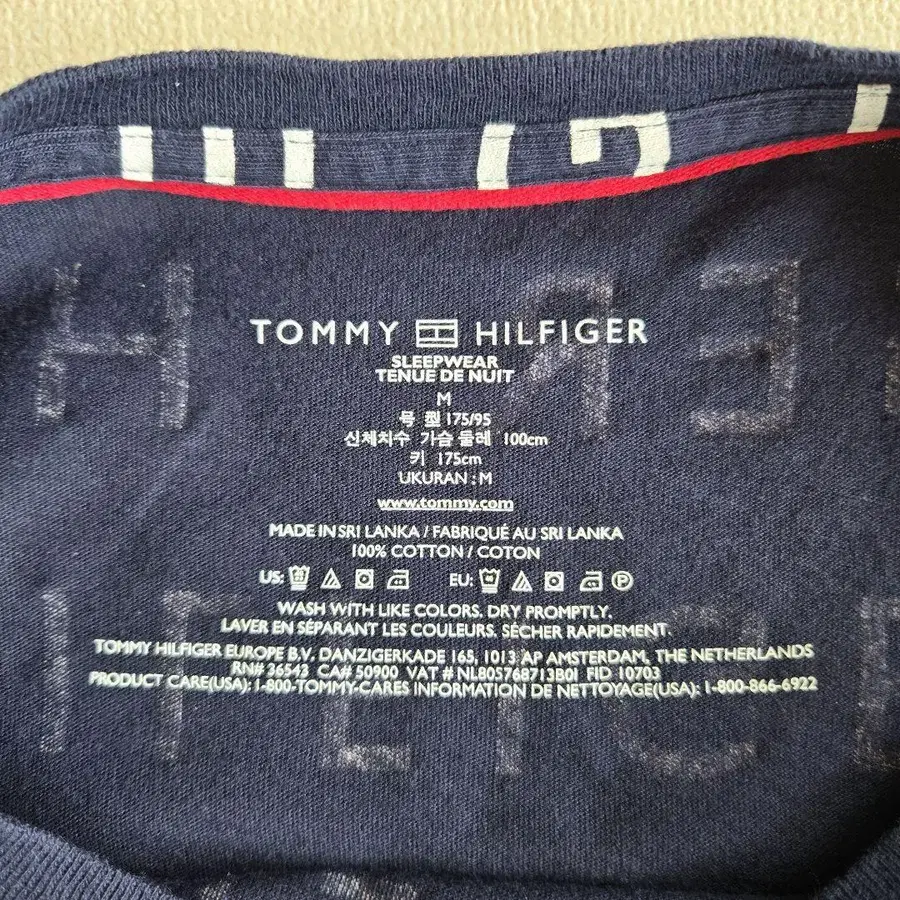 TOMMY HILFIGER
SLEEPWEAR
TENUE DE NUIT
M
号 型 175/95
신체치수 가슴 둘레 100cm
키 175cm
UKURAN : M
www.tommy.com
MADE IN SRI LANKA / FABRIQUÉ AU SRI LANKA
100% COTTON / COTON
US: EU:
WASH WITH LIKE COLORS. DRY PROMPTLY.
LAVER EN SÉPARANT LES COULEURS. SÉCHER RAPIDEMENT.
TOMMY HILFIGER EUROPE B.V. DANZIGERKADE 165, 1013 AP AMSTERDAM, THE NETHERLANDS
RN# 26543 CA# 50900 VAT # NL805768713B01 FID 10703
PRODUCT CARE(USA): 1-800-TOMMY-CARES INFORMATION DE NETTOYAGE(USA): 1-800-866-6922